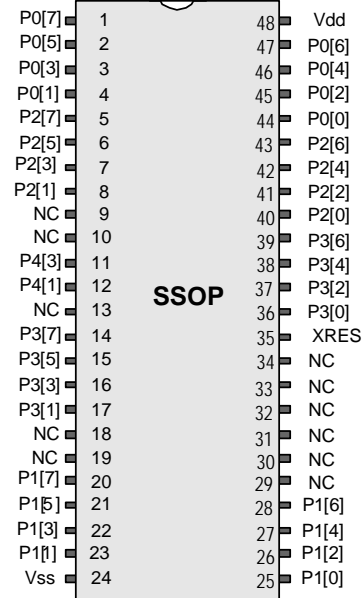 P0[7] 1 48 Vdd
P0[5] 2 47 P0[6]
P0[3] 3 46 P0[4]
P0[1] 4 45 P0[2]
P2[7] 5 44 P0[0]
P2[5] 6 43 P2[6]
P2[3] 7 42 P2[4]
P2[1] 8 41 P2[2]
NC 9 40 P2[0]
NC 10 39 P3[6]
P4[3] 11 38 P3[4]
P4[1] 12 SSOP 37 P3[2]
NC 13 36 P3[0]
P3[7] 14 35 XRES
P3[5] 15 34 NC
P3[3] 16 33 NC
P3[1] 17 32 NC
NC 18 31 NC
NC 19 30 NC
P1[7] 20 29 NC
P1[5] 21 28 P1[6]
P1[3] 22 27 P1[4]
P1[1] 23 26 P1[2]
Vss 24 25 P1[0]